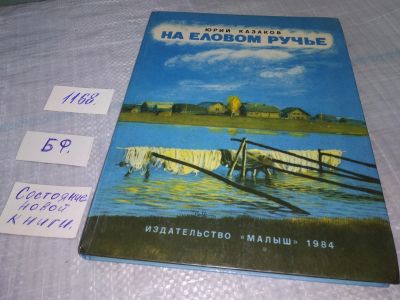 ЮРИЙ КАЗАКОВ
НА ЕЛОВОМ РУЧЬЕ
1168.
БФ.
Состояние
новой
книги.
ИЗДАТЕЛЬСТВО «МАЛЫШ» 1984